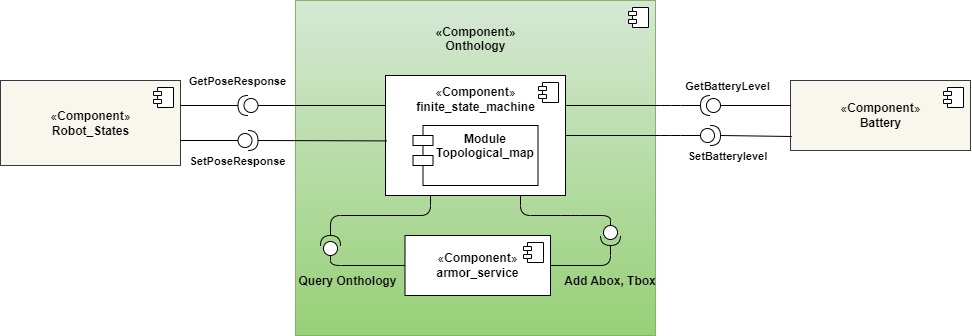 «Component»
Onthology
GetPoseResponse
«Component»
Robot_States
SetPoseResponse
«Component»
finite_state_machine
Module
Topological_map
GetBatteryLevel
«Component»
Battery
SetBatterylevel
«Component»
armor_service
Query Onthology
Add Abox, Tbox